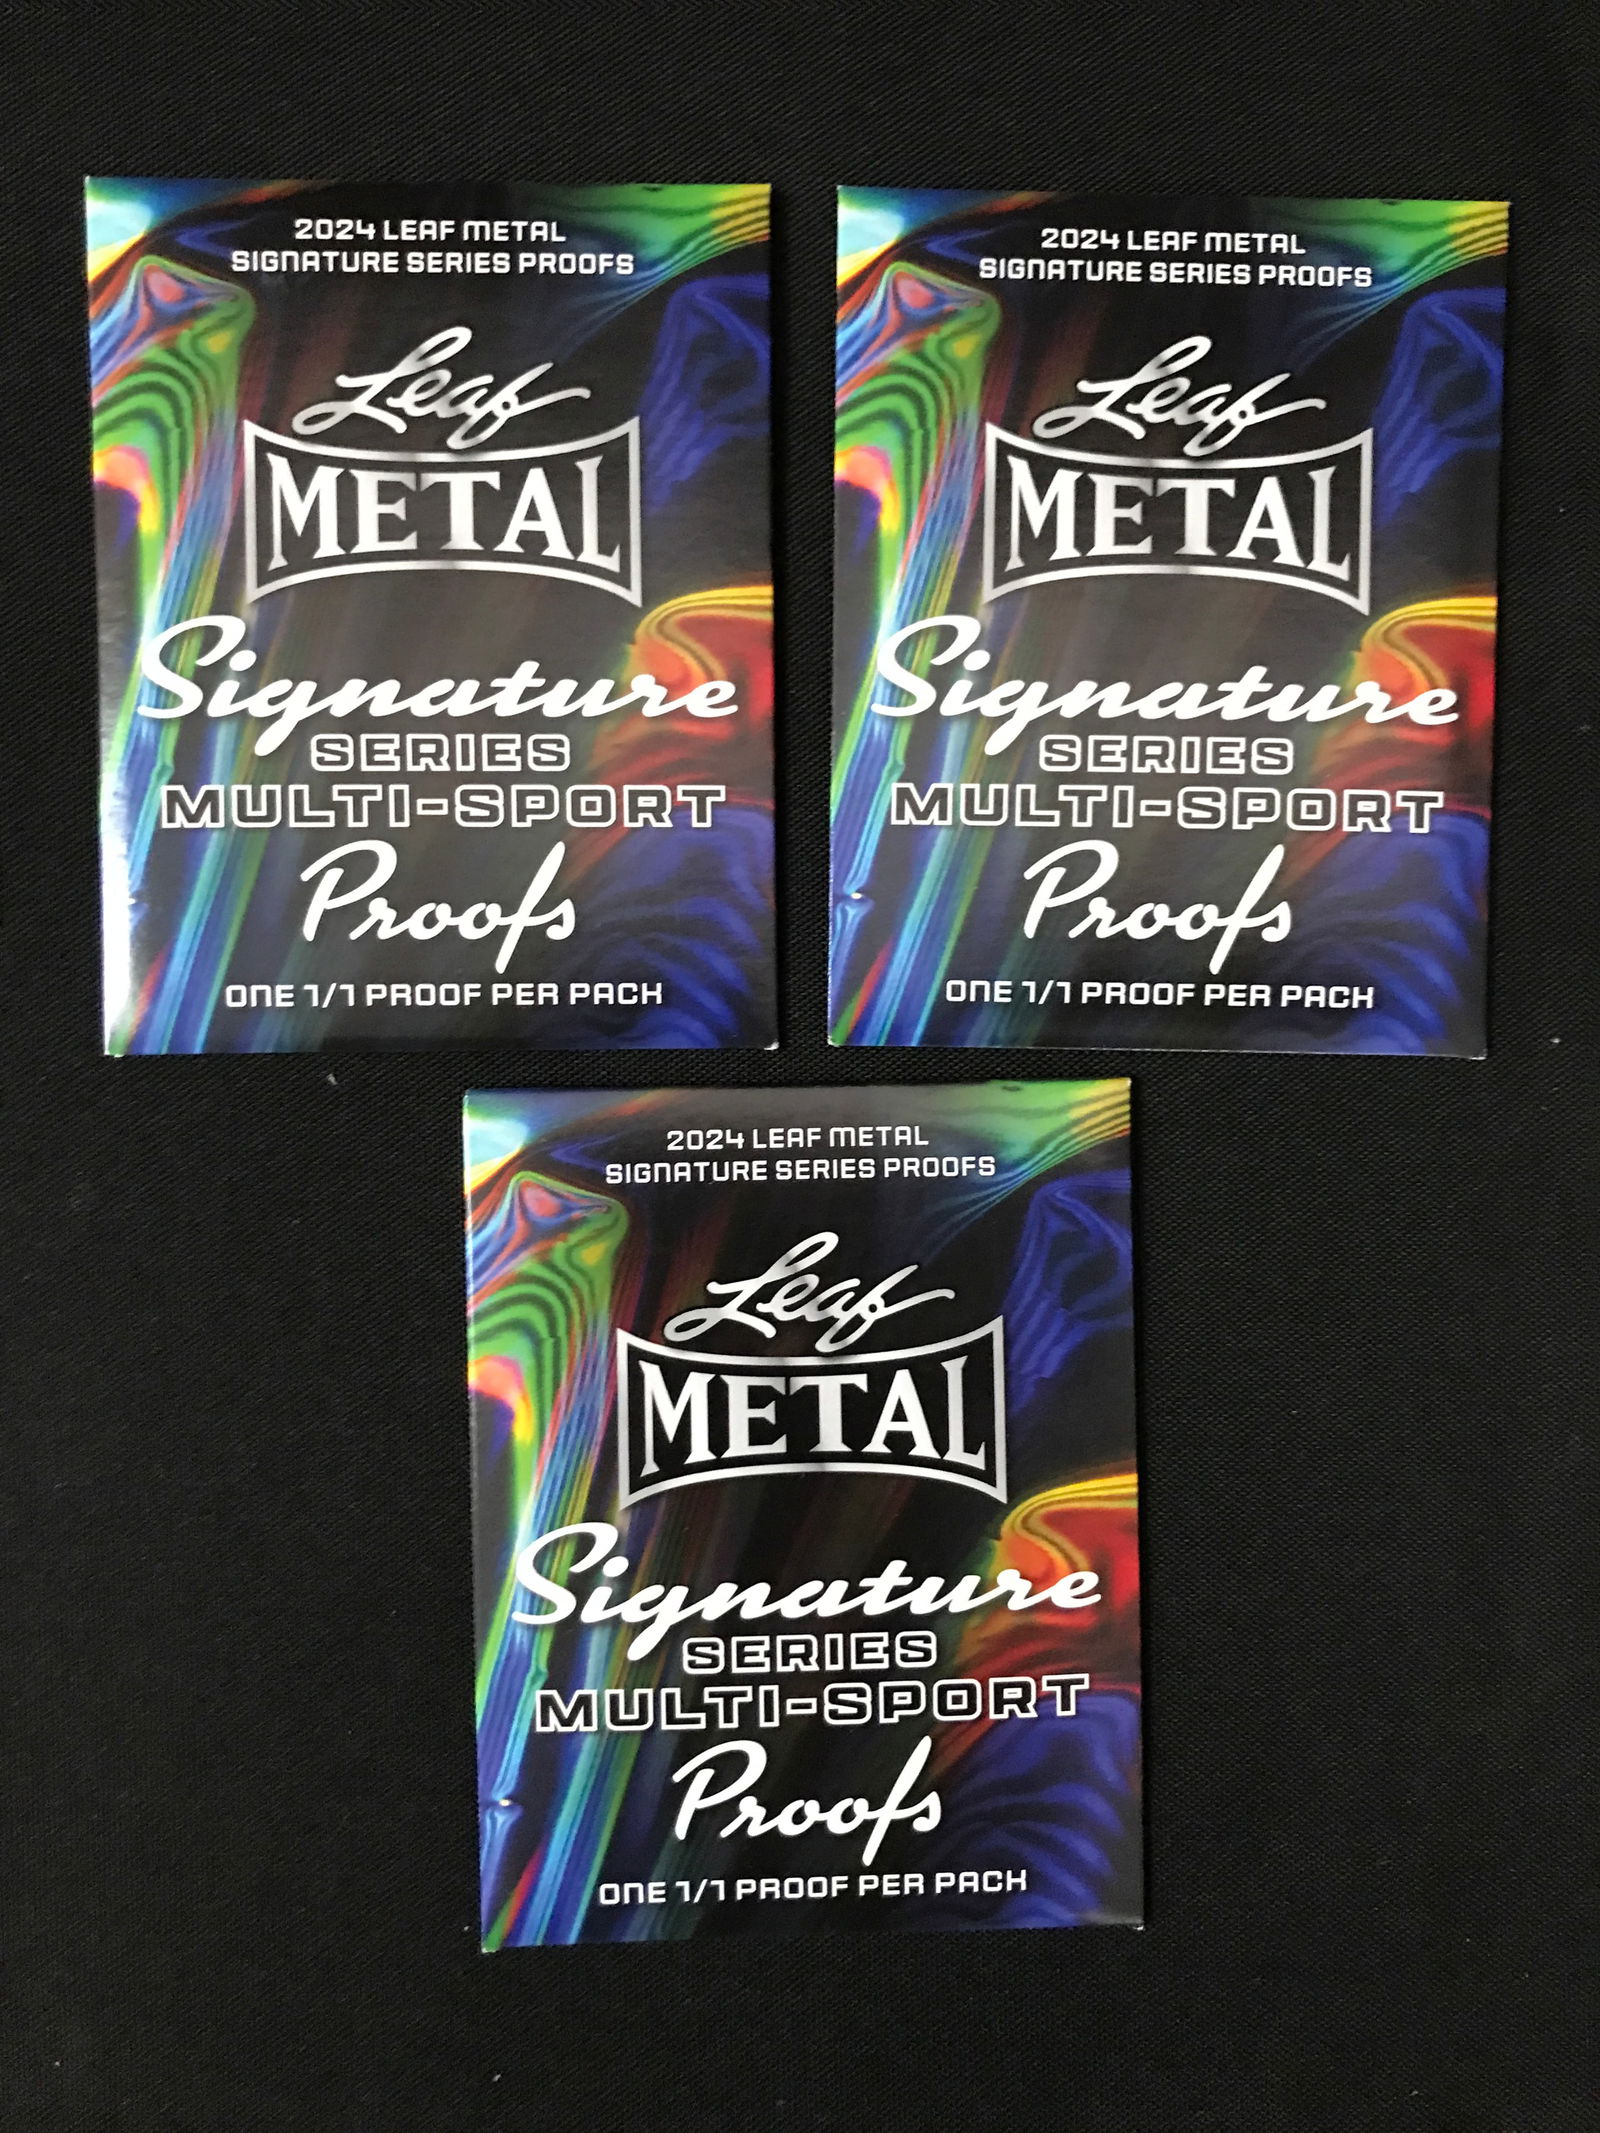 2024 LEAF METAL
SIGNATURE SERIES PROOFS
Leaf
METAL
Signature
SERIES
MULTI-SPORT
Proofs
ONE 1/1 PROOF PER PACK
2024 LEAF METAL
SIGNATURE SERIES PROOFS
Leaf
METAL
Signature
SERIES
MULTI-SPORT
Proofs
ONE 1/1 PROOF PER PACK
2024 LEAF METAL
SIGNATURE SERIES PROOFS
Leaf
METAL
Signature
SERIES
MULTI-SPORT
Proofs
ONE 1/1 PROOF PER PACK